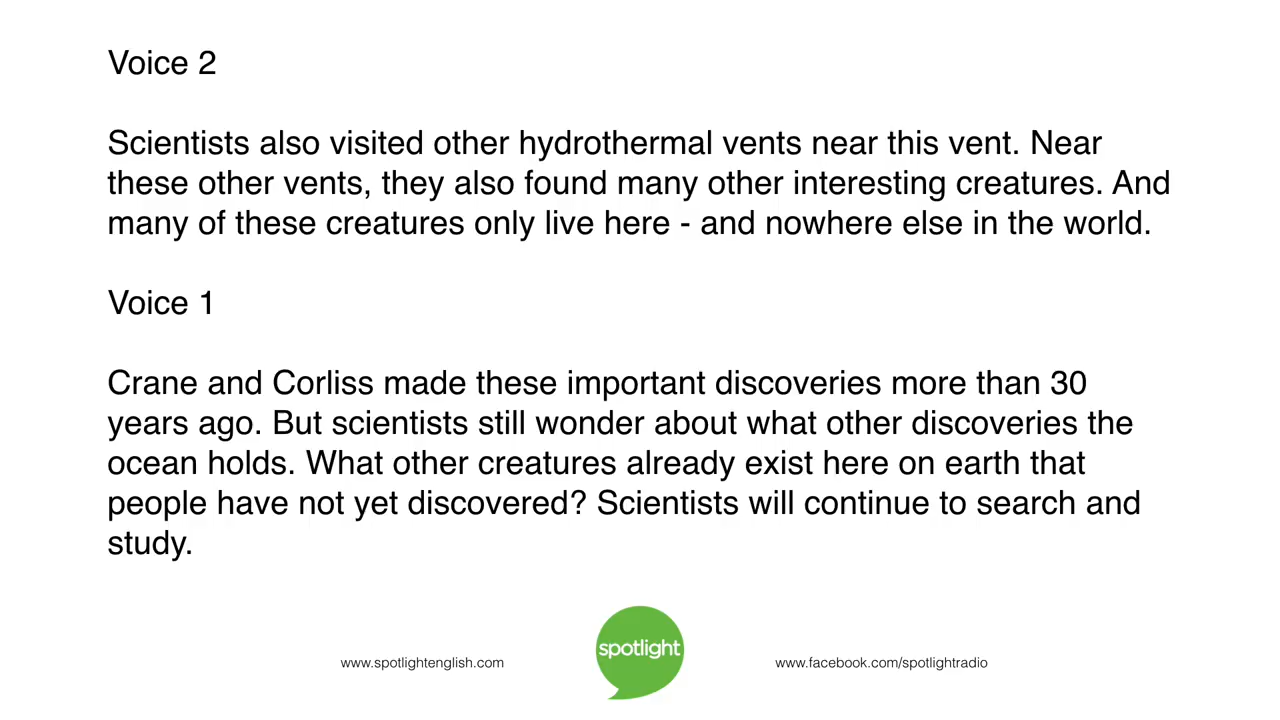 Voice 2
Scientists also visited other hydrothermal vents near this vent. Near
these other vents, they also found many other interesting creatures. And
many of these creatures only live here - and nowhere else in the world.
Voice 1
Crane and Corliss made these important discoveries more than 30
years ago. But scientists still wonder about what other discoveries the
ocean holds. What other creatures already exist here on earth that
people have not yet discovered? Scientists will continue to search and
study.
www.spotlightenglish.com
spotlight
www.facebook.com/spotlightradio